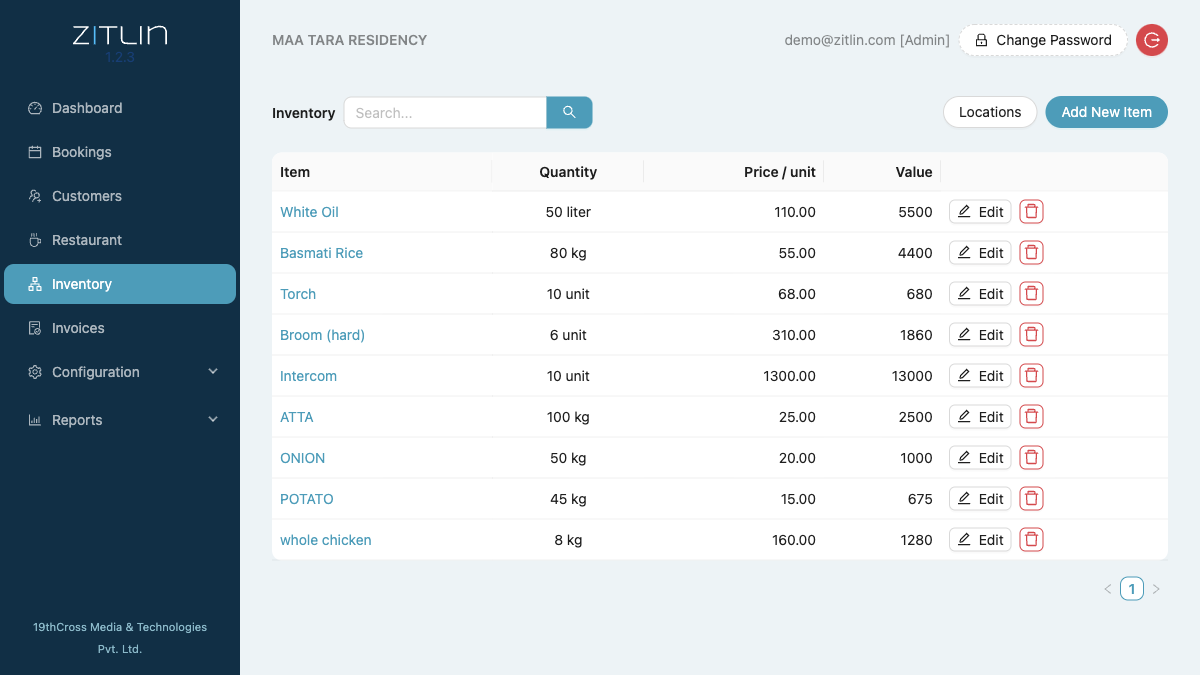 ZITLIN
1.2.3
Dashboard
Bookings
Customers
Restaurant
Inventory
Invoices
Configuration
Reports
19thCross Media & Technologies
Pvt. Ltd.
MAA TARA RESIDENCY
demo@zitlin.com [Admin]
Change Password
Inventory
Search...
Locations
Add New Item
Item Quantity Price / unit Value
White Oil 50 liter 110.00 5500 Edit
Basmati Rice 80 kg 55.00 4400 Edit
Torch 10 unit 68.00 680 Edit
Broom (hard) 6 unit 310.00 1860 Edit
Intercom 10 unit 1300.00 13000 Edit
ATTA 100 kg 25.00 2500 Edit
ONION 50 kg 20.00 1000 Edit
POTATO 45 kg 15.00 675 Edit
whole chicken 8 kg 160.00 1280 Edit
1